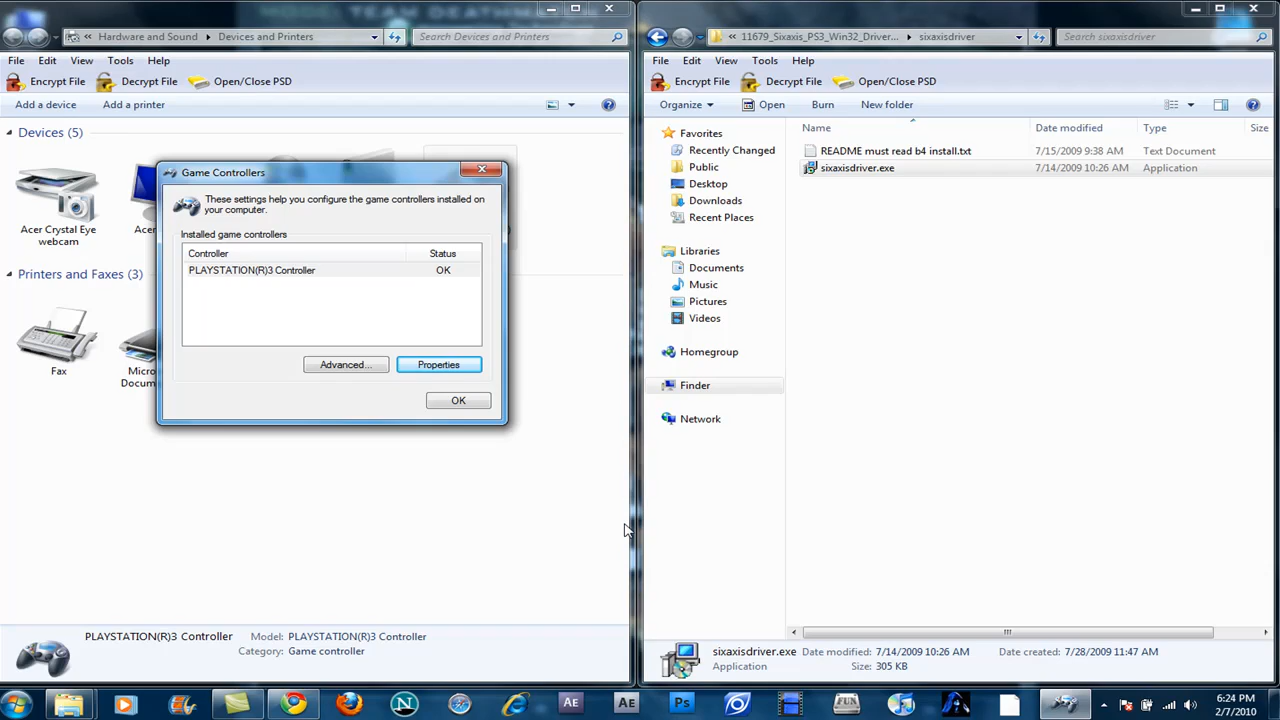 Hardware and Sound
Devices and Printers
Search Devices and Printers
File Edit View Tools Help
Encrypt File Decrypt File Open/Close PSD
Add a device Add a printer
Devices (5)
Acer Crystal Eye
webcam
Acer
Printers and Faxes (3)
Fax
Micro
Docum
Game Controllers
These settings help you configure the game controllers installed on
your computer.
Installed game controllers
Controller Status
PLAYSTATION(R)3 Controller OK
Advanced... Properties
OK
PLAYSTATION(R)3 Controller Model: PLAYSTATION(R)3 Controller
Category: Game controller
11679_Sixaxis_PS3_Win32_Driver... sixaxisdriver
Search sixaxisdriver
File Edit View Tools Help
Encrypt File Decrypt File Open/Close PSD
Organize Open Burn New folder
Favorites
Recently Changed
Public
Desktop
Downloads
Recent Places
Libraries
Documents
Music
Pictures
Videos
Homegroup
Finder
Network
Name Date modified Type Size
README must read b4 install.txt 7/15/2009 9:38 AM Text Document
sixaxisdriver.exe 7/14/2009 10:26 AM Application
sixaxisdriver.exe Date modified: 7/14/2009 10:26 AM Date created: 7/28/2009 11:47 AM
Application Size: 305 KB
N Ae Ae Ps FUN
6:24 PM
2/7/2010